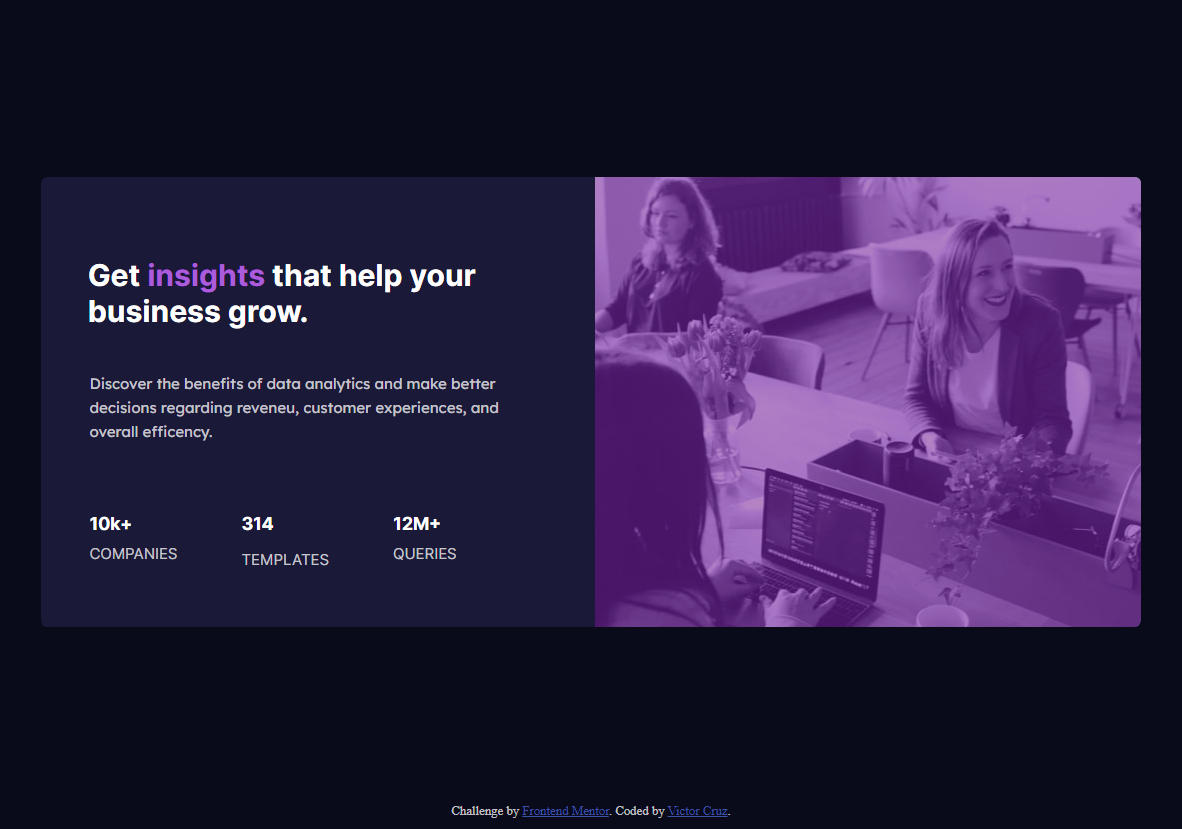 Get insights that help your
business grow.
Discover the benefits of data analytics and make better
decisions regarding reveneu, customer experiences, and
overall efficency.
10k+
COMPANIES
314
TEMPLATES
12M+
QUERIES
Challenge by Frontend Mentor. Coded by Victor Cruz.